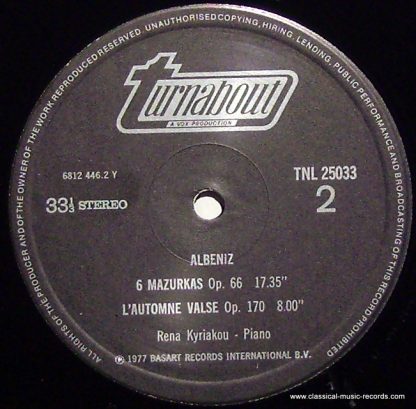 ALL RIGHTS OF THE PRODUCER AND OF THE OWNER OF THE WORK REPRODUCED RESERVED UNAUTHORISED COPYING, HIRING, LENDING, PUBLIC PERFORMANCE AND BROADCASTING OF THIS RECORD PROHIBITED
turnabout
A VOX PRODUCTION
6812 446.2 Y
TNL 25033
33⅓ STEREO
2
ALBENIZ
6 MAZURKAS Op. 66 17.35"
L'AUTOMNE VALSE Op. 170 8.00"
Rena Kyriakou - Piano
℗ 1977 BASART RECORDS INTERNATIONAL B.V.
www.classical-music-records.com